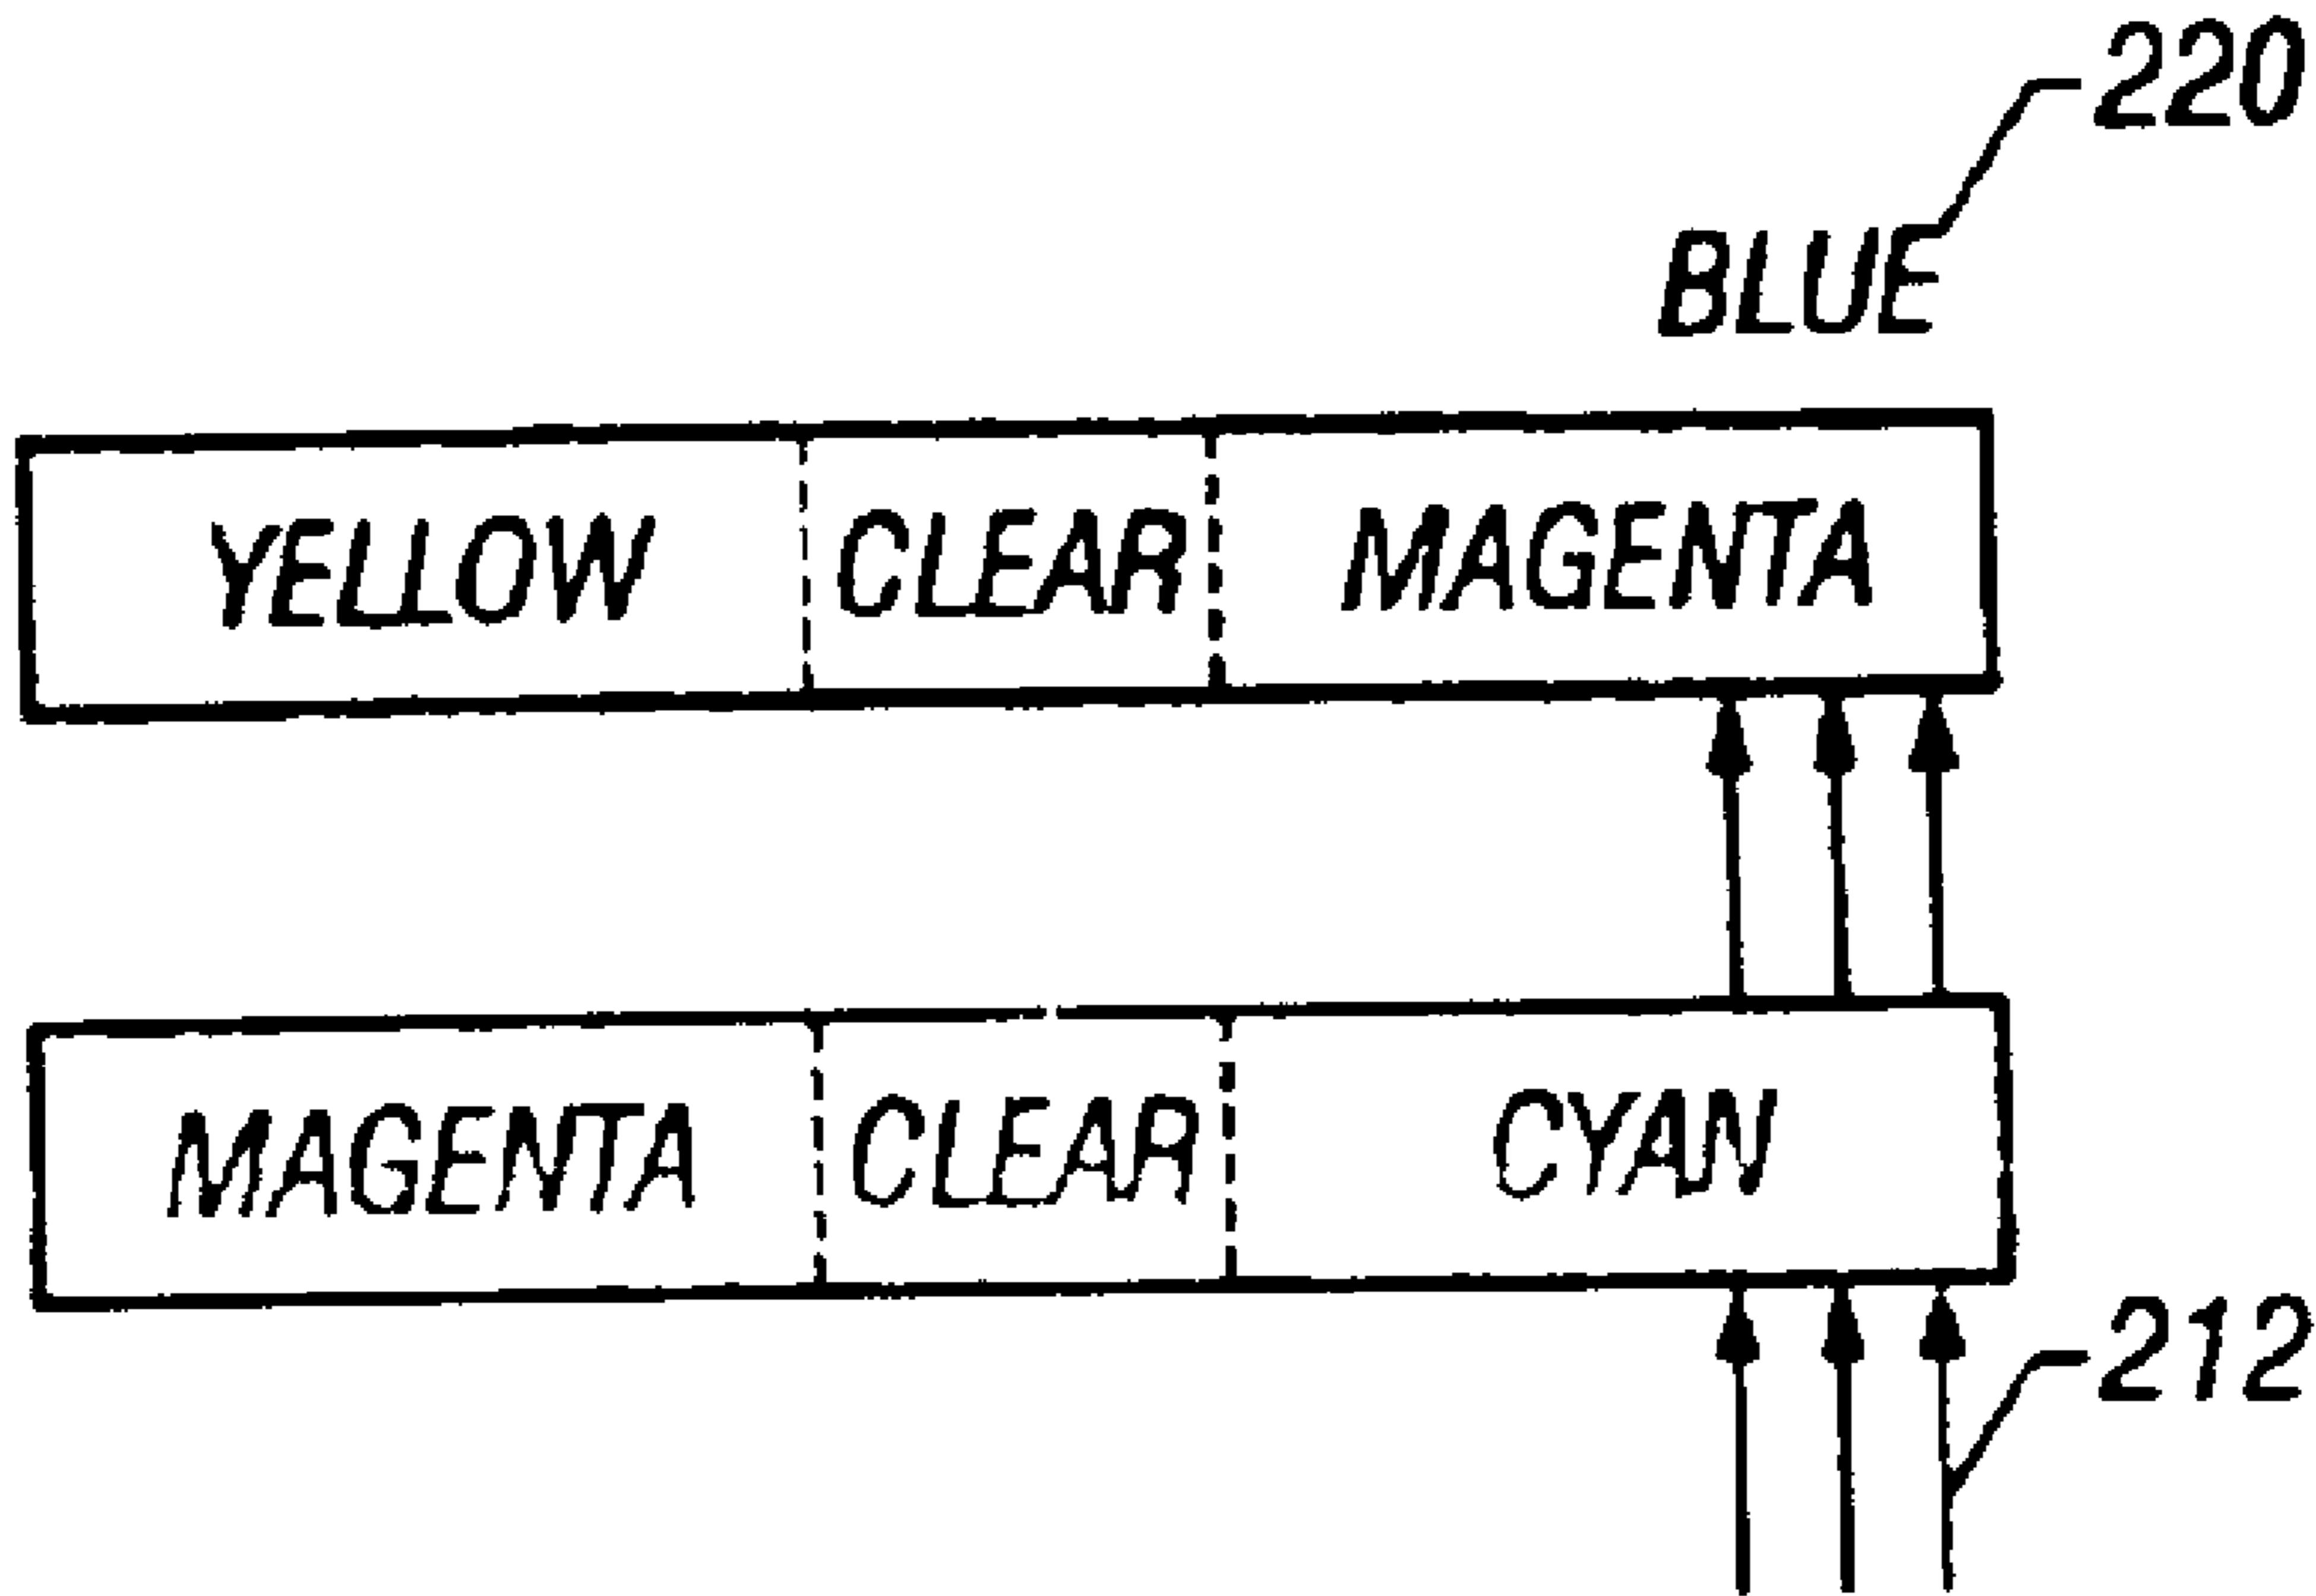 220
BLUE
YELLOW CLEAR MAGENTA
MAGENTA CLEAR CYAN
212